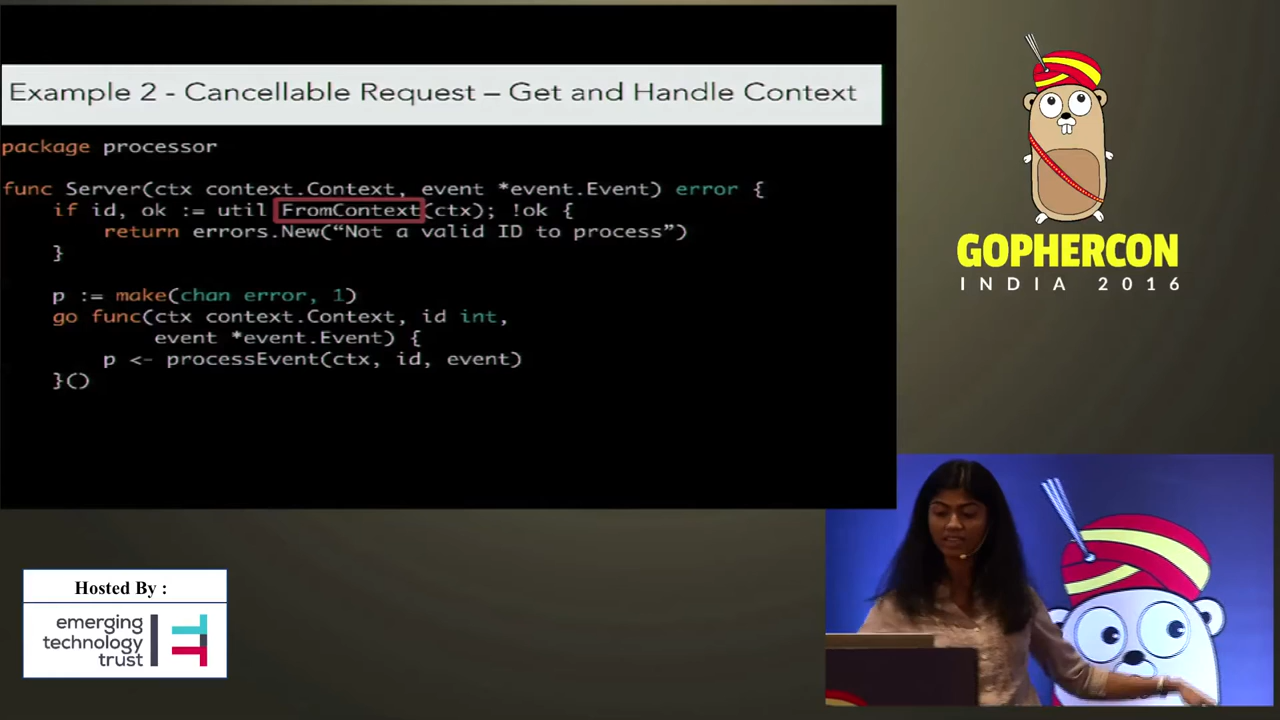 Example 2 - Cancellable Request – Get and Handle Context
package processor
func Server(ctx context.Context, event *event.Event) error {
if id, ok := util FromContext(ctx); !ok {
return errors.New(“Not a valid ID to process”)
}
p := make(chan error, 1)
go func(ctx context.Context, id int,
event *event.Event) {
p <- processEvent(ctx, id, event)
}()
GOPHERCON
INDIA 2016
Hosted By :
emerging
technology
trust